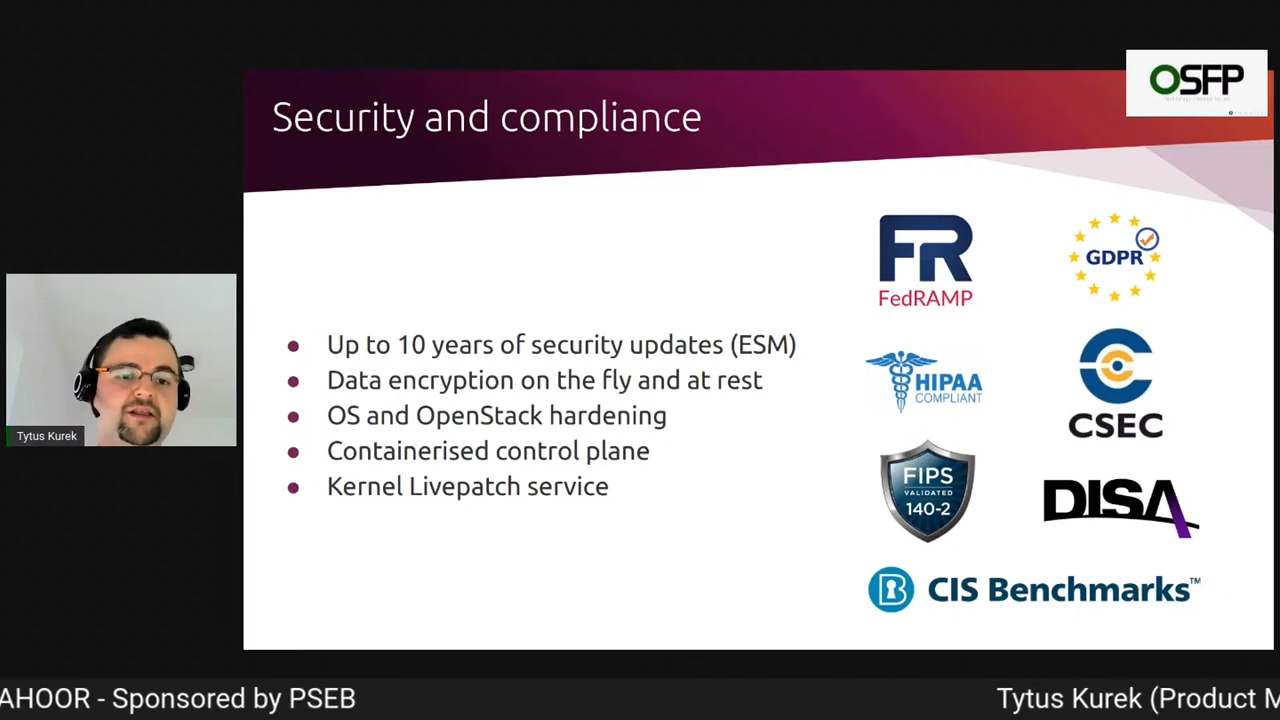 OSFP
Security and compliance
FR
FedRAMP
GDPR
Up to 10 years of security updates (ESM)
Data encryption on the fly and at rest
OS and OpenStack hardening
Containerised control plane
Kernel Livepatch service
HIPAA
COMPLIANT
CSEC
FIPS
VALIDATED
140-2
DISA
CIS Benchmarks™
Tytus Kurek
AHOOR - Sponsored by PSEB
Tytus Kurek (Product M